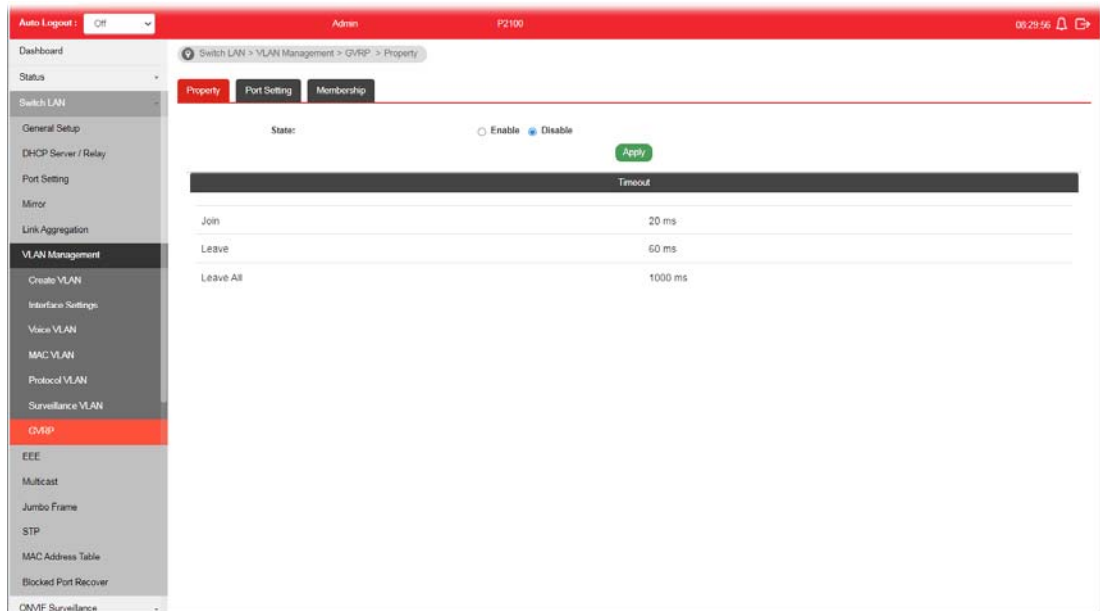 Auto Logout : Off Admin P2100 08:29:56
Dashboard
Status
Switch LAN
General Setup
DHCP Server / Relay
Port Setting
Mirror
Link Aggregation
VLAN Management
Create VLAN
Interface Settings
Voice VLAN
MAC VLAN
Protocol VLAN
Surveillance VLAN
GVRP
EEE
Multicast
Jumbo Frame
STP
MAC Address Table
Blocked Port Recover
ONVIF Surveillance
Switch LAN > VLAN Management > GVRP > Property
Property Port Setting Membership
State: Enable Disable
Apply
Timeout
Join 20 ms
Leave 60 ms
Leave All 1000 ms